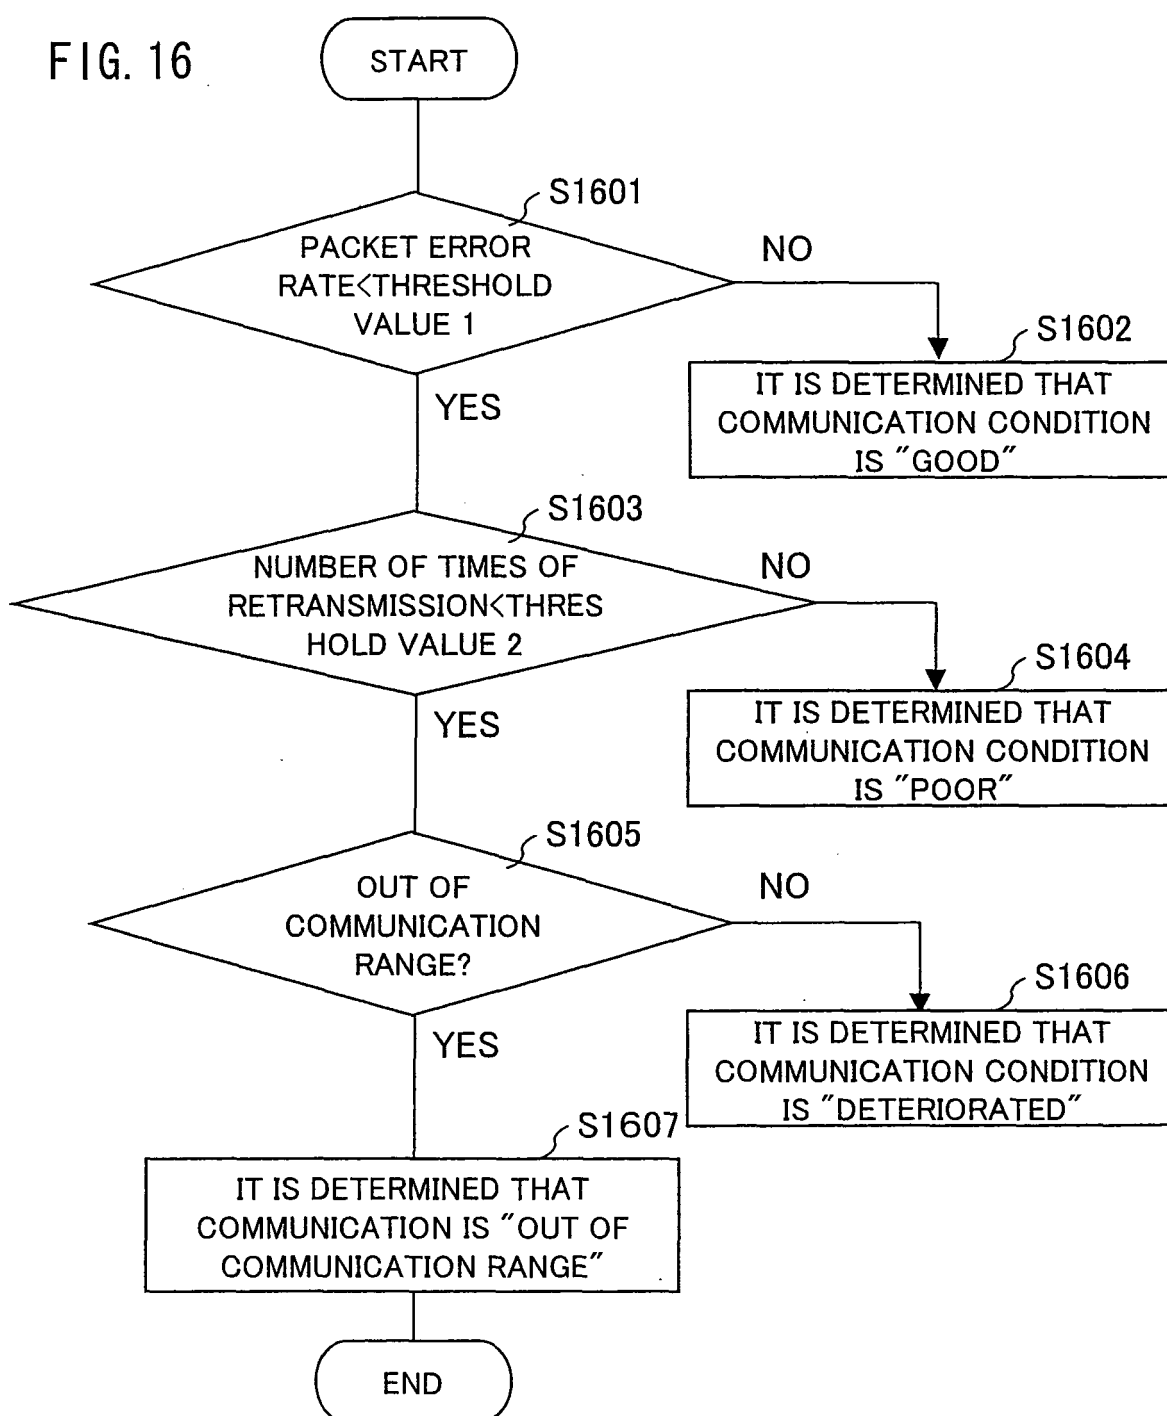 FIG. 16
START
S1601
PACKET ERROR
RATE<THRESHOLD
VALUE 1
NO
YES
S1602
IT IS DETERMINED THAT
COMMUNICATION CONDITION
IS "GOOD"
S1603
NUMBER OF TIMES OF
RETRANSMISSION<THRES
HOLD VALUE 2
NO
YES
S1604
IT IS DETERMINED THAT
COMMUNICATION CONDITION
IS "POOR"
S1605
OUT OF
COMMUNICATION
RANGE?
NO
YES
S1606
IT IS DETERMINED THAT
COMMUNICATION CONDITION
IS "DETERIORATED"
S1607
IT IS DETERMINED THAT
COMMUNICATION IS "OUT OF
COMMUNICATION RANGE"
END